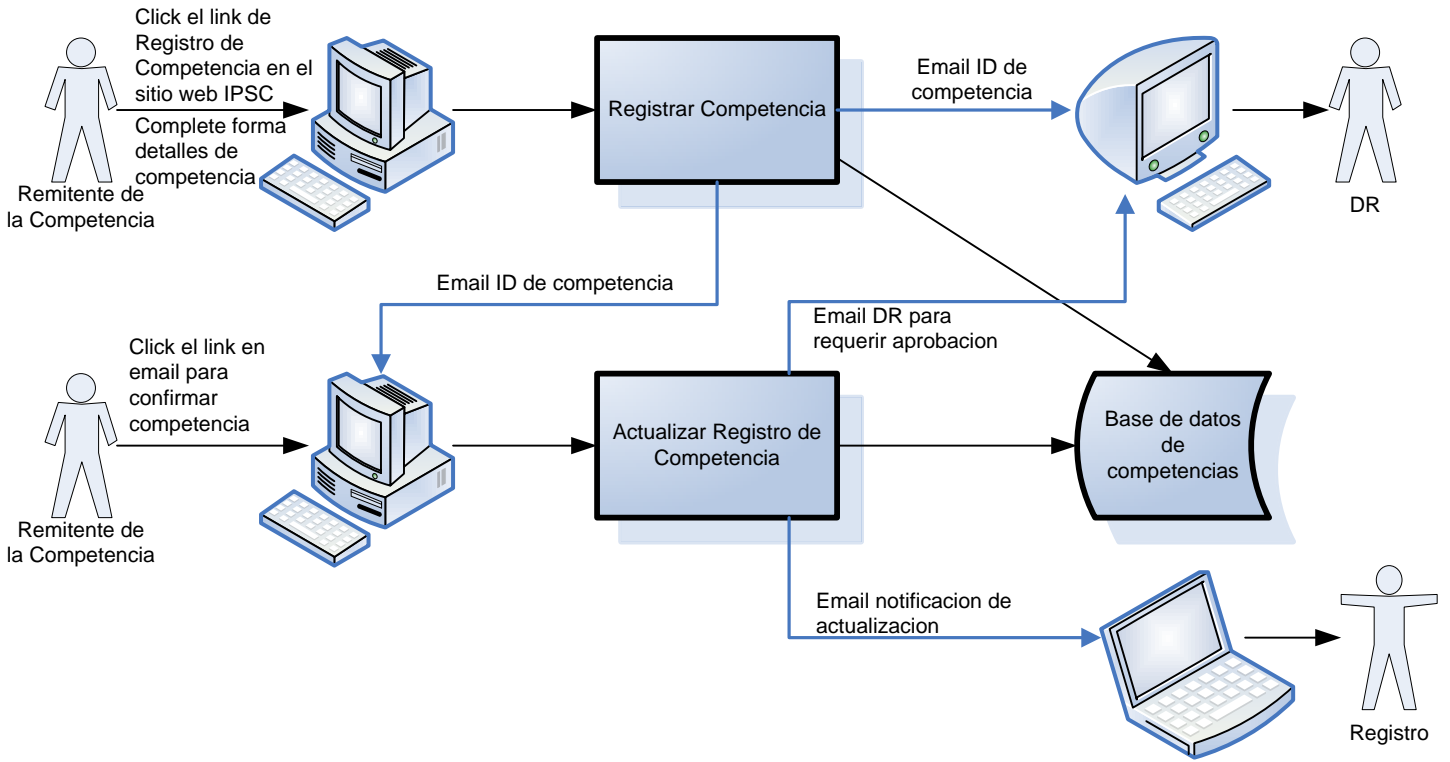 Click el link de
Registro de
Competencia en el
sitio web IPSC
Complete forma
detalles de
competencia
Remitente de
la Competencia
Registrar Competencia
Email ID de
competencia
DR
Email ID de competencia
Email DR para
requerir aprobacion
Click el link en
email para
confirmar
competencia
Remitente de
la Competencia
Actualizar Registro de
Competencia
Base de datos
de
competencias
Email notificacion de
actualizacion
Registro